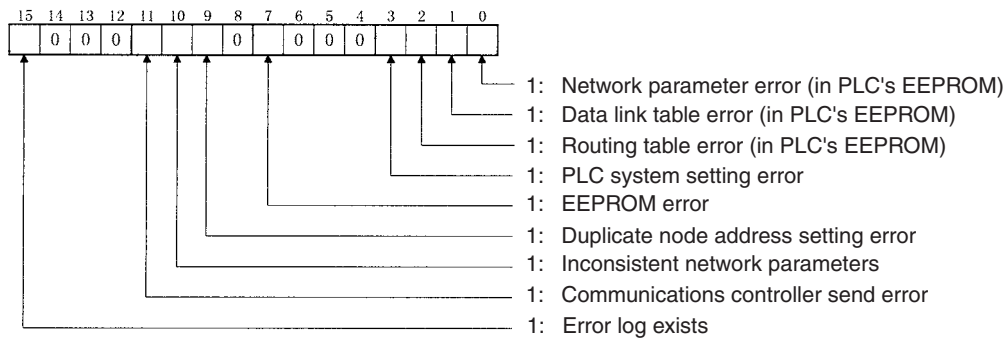 15 14 13 12 11 10 9 8 7 6 5 4 3 2 1 0
0 0 0 0 0 0 0
1: Network parameter error (in PLC's EEPROM)
1: Data link table error (in PLC's EEPROM)
1: Routing table error (in PLC's EEPROM)
1: PLC system setting error
1: EEPROM error
1: Duplicate node address setting error
1: Inconsistent network parameters
1: Communications controller send error
1: Error log exists